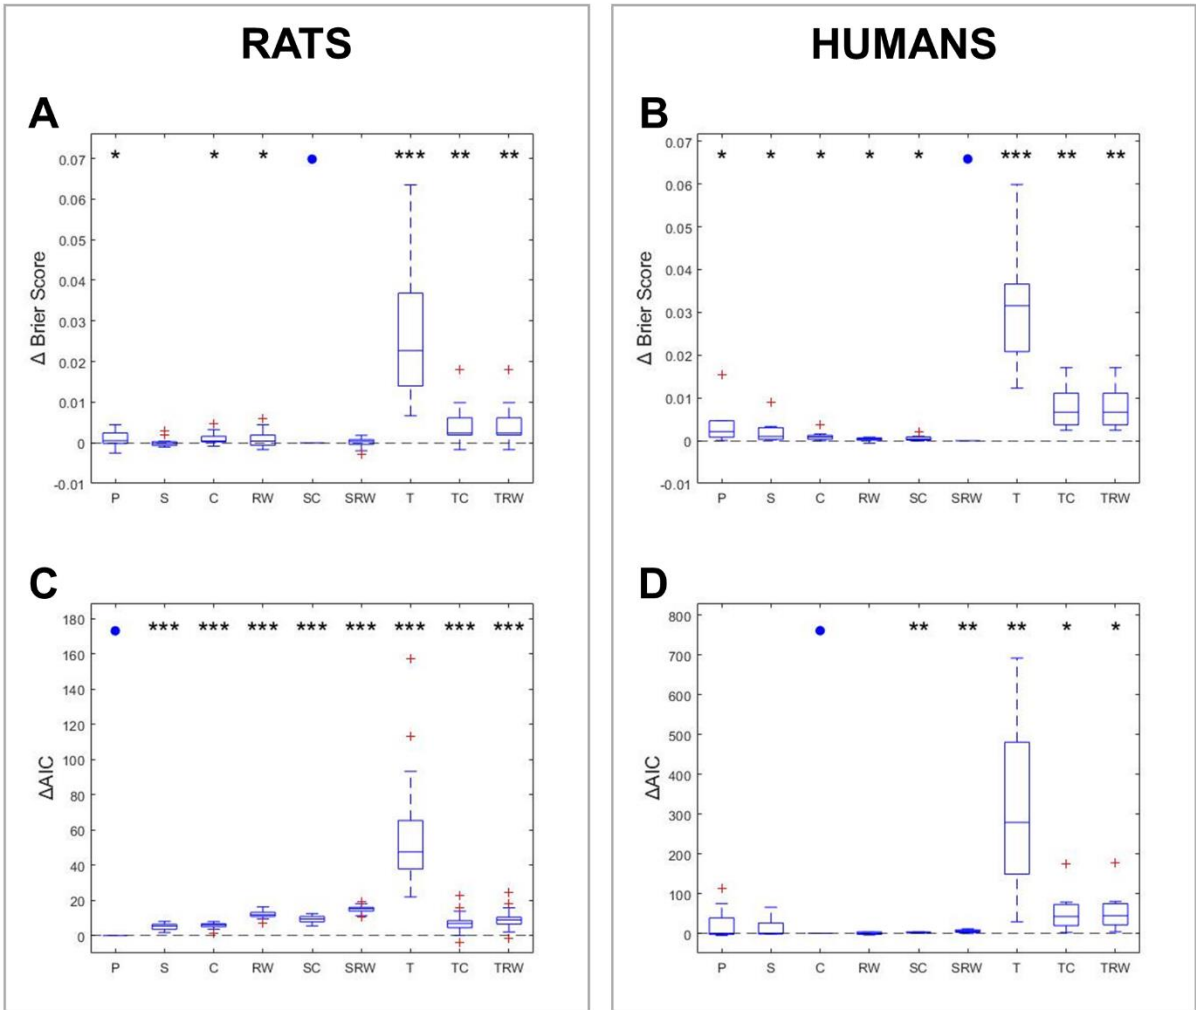 RATS
HUMANS
A
B
* * * *** ** **
* * * * * *** ** **
0.07
0.06
0.05
0.04
0.03
0.02
0.01
0
-0.01
Δ Brier Score
P S C RW SC SRW T TC TRW
0.07
0.06
0.05
0.04
0.03
0.02
0.01
0
-0.01
Δ Brier Score
P S C RW SC SRW T TC TRW
C
D
*** *** *** *** *** *** *** ***
** ** ** * *
180
160
140
120
100
80
60
40
20
0
ΔAIC
P S C RW SC SRW T TC TRW
800
700
600
500
400
300
200
100
0
ΔAIC
P S C RW SC SRW T TC TRW